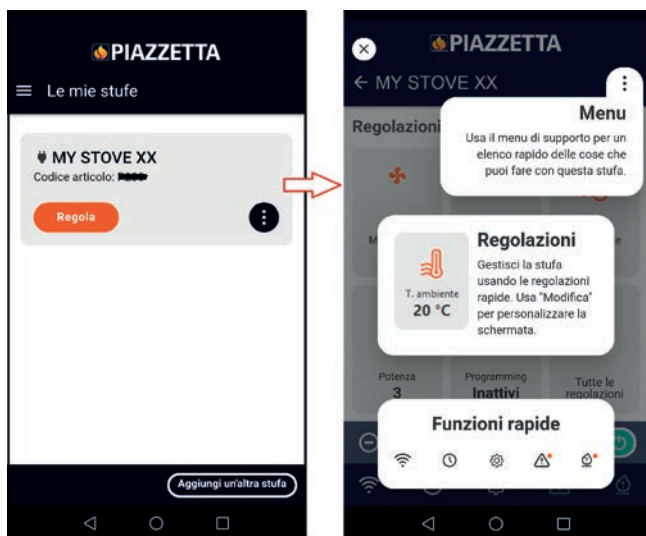 PIAZZETTA
Le mie stufe
MY STOVE XX
Codice articolo:
Regola
Aggiungi un'altra stufa
PIAZZETTA
MY STOVE XX
Menu
Usa il menu di supporto per un
elenco rapido delle cose che
puoi fare con questa stufa.
Regolazioni
Regolazioni
Gestisci la stufa
usando le regolazioni
rapide. Usa "Modifica"
per personalizzare la
schermata.
T. ambiente
20 °C
Potenza
3
Programming
Inattivi
Tutte le
regolazioni
Funzioni rapide